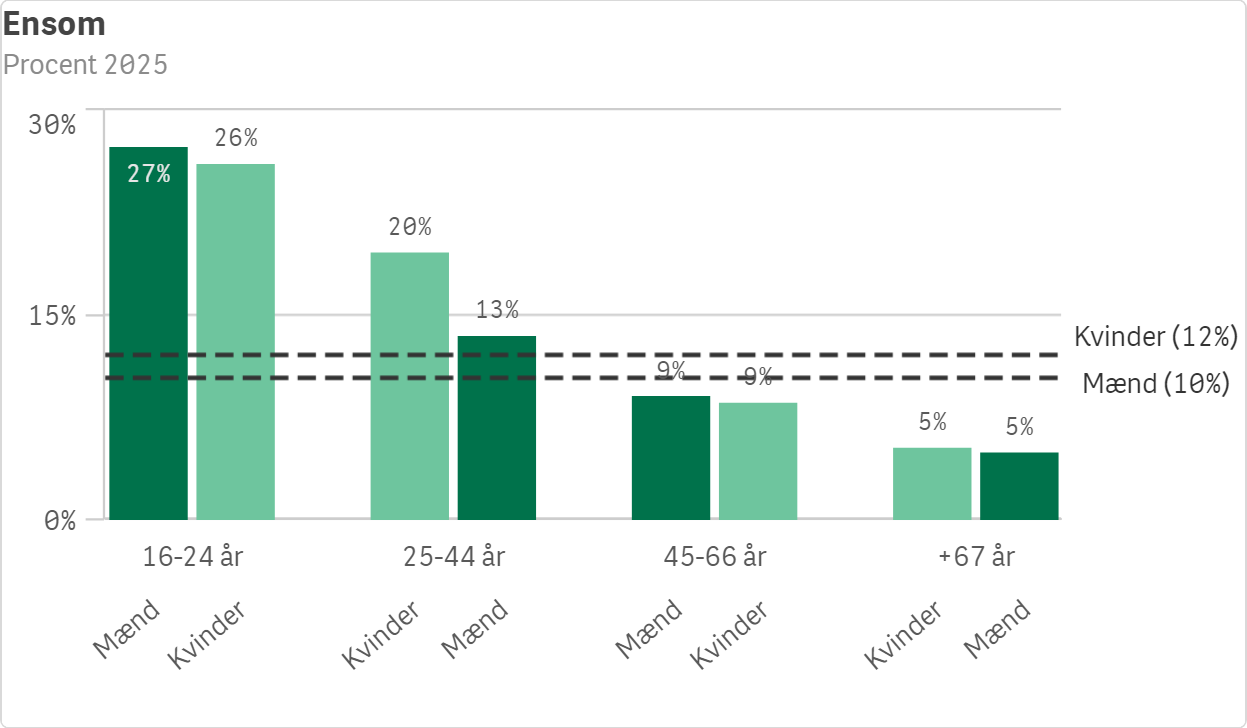 Ensom
Procent 2025
30%
15%
0%
27%
26%
20%
13%
9%
9%
5%
5%
Kvinder (12%)
Mænd (10%)
16-24 år
25-44 år
45-66 år
+67 år
Mænd
Kvinder
Kvinder
Mænd
Mænd
Kvinder
Kvinder
Mænd